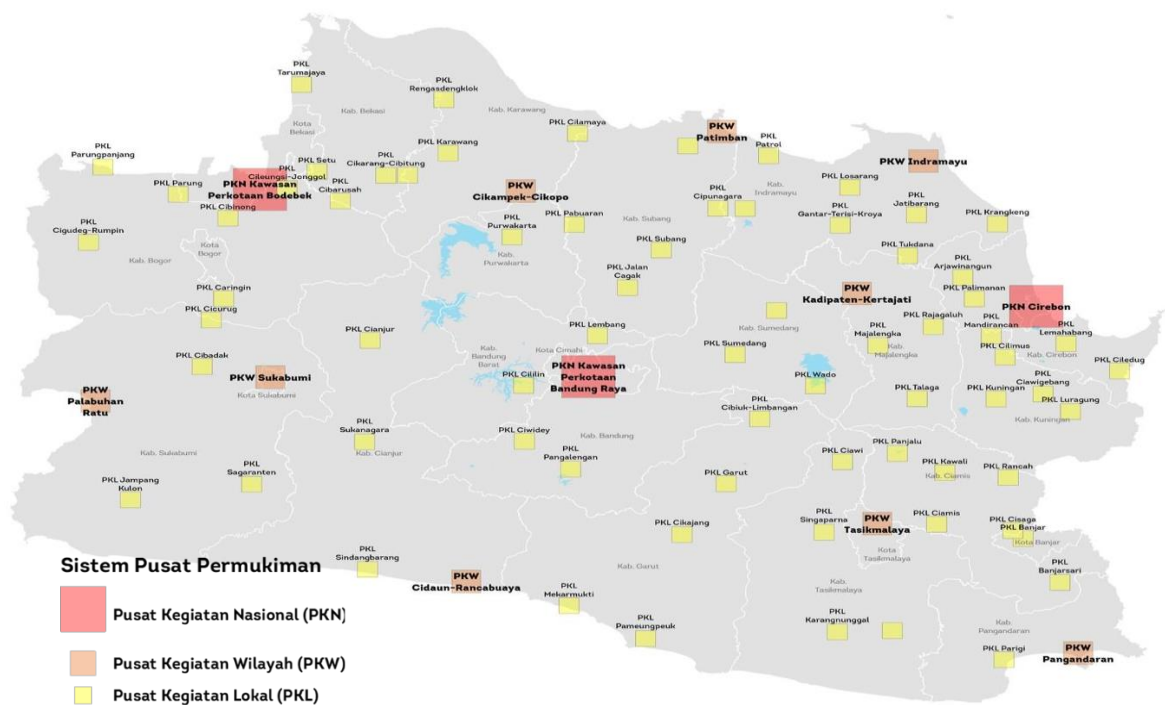 PKL
Tarumajaya
PKL
Rengasdengklok
Kab. Bekasi
Kab. Karawang
Kota
Bekasi
PKL Cilamaya
PKW
Patimban
PKL
Patrol
PKL
Parungpanjang
PKL Setu
PKL
Cikarang-Cibitung
PKL Karawang
PKW Indramayu
PKL
Cileungsi-Jonggol
PKN Kawasan
Perkotaan Bodebek
PKL Parung
PKL
Cibarusah
PKW
Cikampek-Cikopo
PKL
Cipunagara
Kab.
Indramayu
PKL Losarang
PKL
Jatibarang
PKL Cibinong
PKL
Purwakarta
PKL Pabuaran
Kab. Subang
PKL
Gantar-Terisi-Kroya
PKL Krangkeng
PKL
Cigudeg-Rumpin
Kota
Bogor
Kab. Bogor
Kab.
Purwakarta
PKL Subang
PKL Tukdana
PKL
Arjawinangun
PKL Jalan
Cagak
PKW
Kadipaten-Kertajati
PKL Palimanan
PKN Cirebon
PKL Caringin
PKL Cicurug
PKL Cianjur
PKL Lembang
Kab. Sumedang
PKL Rajagaluh
PKL
Mandirancan
PKL
Lemahabang
Kab.
Bandung
Barat
Kota Cimahi
PKL Sumedang
PKL
Majalengka
Kab.
Majalengka
PKL Cilimus
Kab. Cirebon
PKL Ciledug
PKL Cibadak
PKW Sukabumi
Kota Sukabumi
PKL Cililin
PKN Kawasan
Perkotaan
Bandung Raya
PKL Wado
PKL Talaga
PKL Kuningan
PKL
Ciawigebang
PKL Luragung
Kab. Kuningan
PKW
Palabuhan
Ratu
PKL
Cibiuk-Limbangan
PKL
Sukanagara
Kab. Cianjur
PKL Ciwidey
Kab. Bandung
PKL
Pangalengan
Kab. Sukabumi
PKL
Sagaranten
PKL Jampang
Kulon
PKL Garut
PKL Ciawi
PKL Panjalu
PKL Kawali
Kab. Ciamis
PKL Rancah
PKL Cikajang
PKL
Singaparna
PKW
Tasikmalaya
PKL Ciamis
PKL Cisaga
PKL Banjar
Kota Banjar
Kota
Tasikmalaya
PKL
Sindangbarang
PKW
Cidaun-Rancabuaya
Kab. Garut
PKL
Banjarsari
Kab.
Tasikmalaya
PKL
Mekarmukti
PKL
Pameungpeuk
PKL
Karangnunggal
Kab.
Pangandaran
PKL Parigi
PKW
Pangandaran
Sistem Pusat Permukiman
Pusat Kegiatan Nasional (PKN)
Pusat Kegiatan Wilayah (PKW)
Pusat Kegiatan Lokal (PKL)